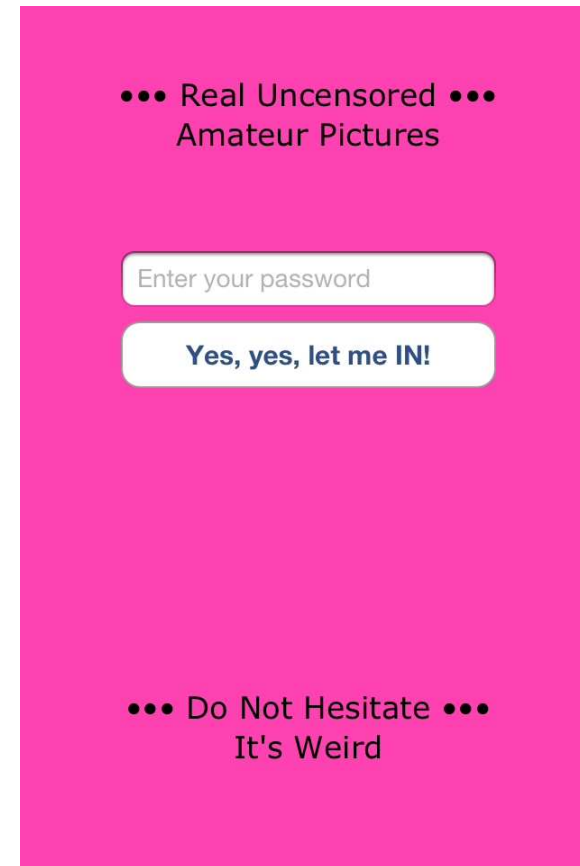 ••• Real Uncensored •••
Amateur Pictures
Enter your password
Yes, yes, let me IN!
••• Do Not Hesitate •••
It's Weird